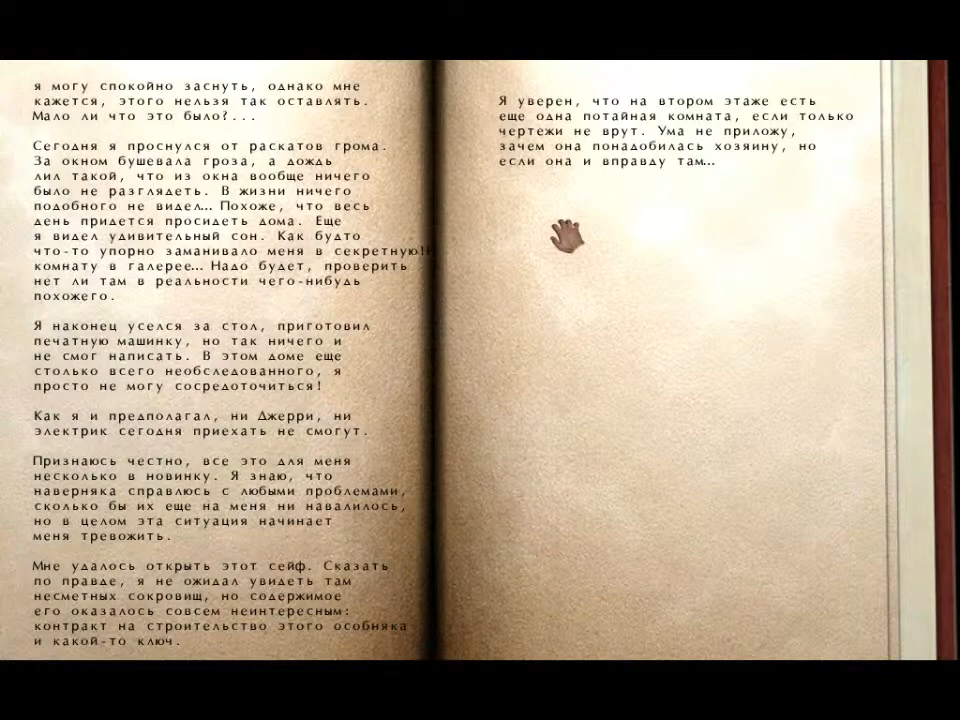 я могу спокойно заснуть, однако мне
кажется, этого нельзя так оставлять.
Мало ли что это было?...
Сегодня я проснулся от раскатов грома.
За окном бушевала гроза, а дождь
лил такой, что из окна вообще ничего
было не разглядеть. В жизни ничего
подобного не видел... Похоже, что весь
день придется просидеть дома. Еще
я видел удивительный сон. Как будто
что-то упорно заманивало меня в секретную!
комнату в галерее... Надо будет, проверить
нет ли там в реальности чего-нибудь
похожего.
Я наконец уселся за стол, приготовил
печатную машинку, но так ничего и
не смог написать. В этом доме еще
столько всего необследованного, я
просто не могу сосредоточиться!
Как я и предполагал, ни Джерри, ни
электрик сегодня приехать не смогут.
Признаюсь честно, все это для меня
несколько в новинку. Я знаю, что
наверняка справлюсь с любыми проблемами,
сколько бы их еще на меня ни навалилось,
но в целом эта ситуация начинает
меня тревожить.
Мне удалось открыть этот сейф. Сказать
по правде, я не ожидал увидеть там
несметных сокровищ, но содержимое
его оказалось совсем неинтересным:
контракт на строительство этого особняка
и какой-то ключ.
Я уверен, что на втором этаже есть
еще одна потайная комната, если только
чертежи не врут. Ума не приложу,
зачем она понадобилась хозяину, но
если она и вправду там...